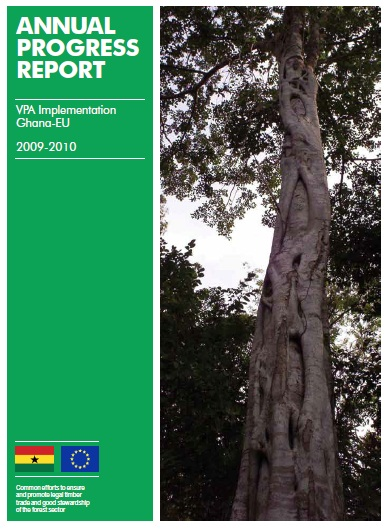 ANNUAL
PROGRESS
REPORT
VPA Implementation
Ghana-EU
2009-2010
Common efforts to ensure
and promote legal timber
trade and good stewardship
of the forest sector